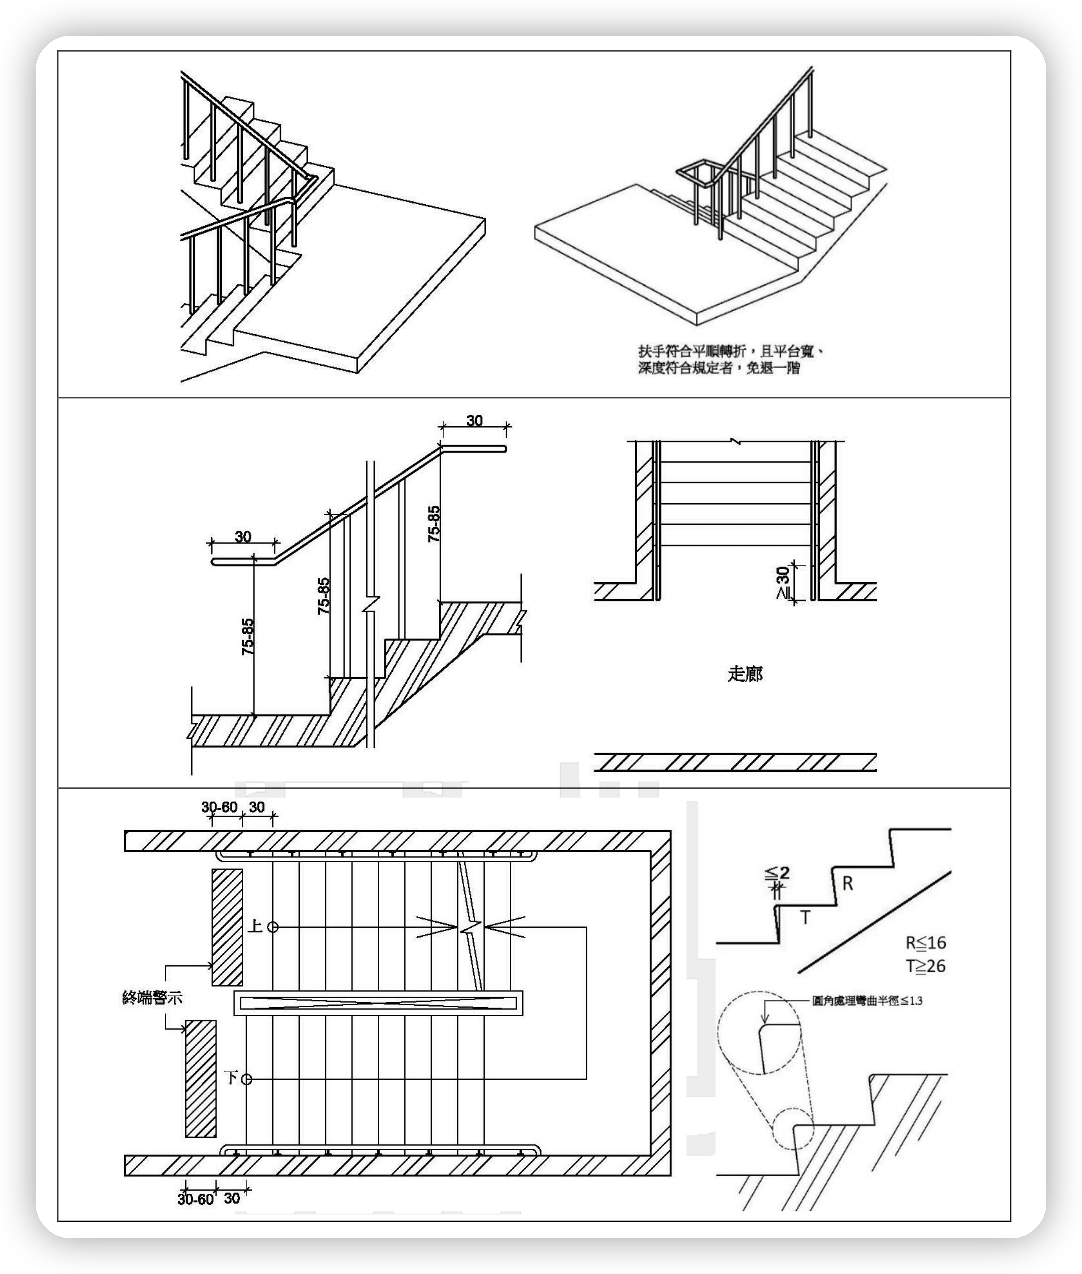 扶手符合平順轉折，且平台寬、
深度符合規定者，免退一階
30
30
75-85
75-85
75-85
≧30
走廊
30-60 30
上
終端警示
下
30-60 30
≦2
R
T
R≦16
T≧26
圓角處理彎曲半徑≦1.3